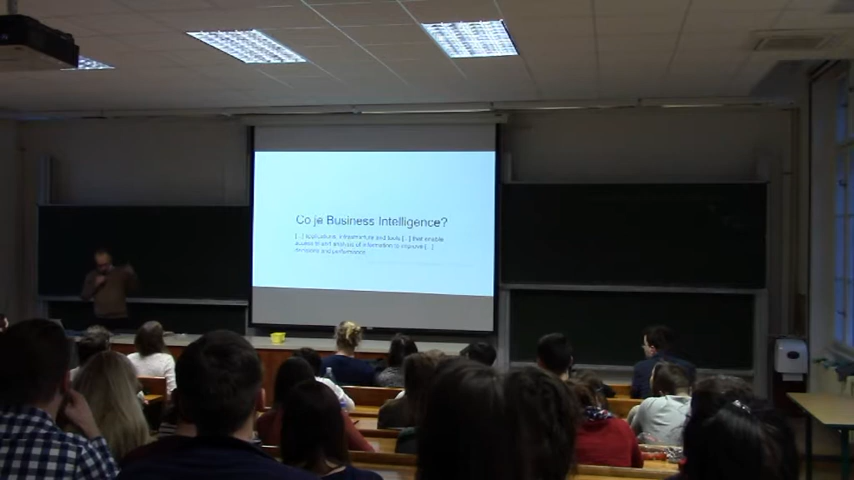 Co je Business Intelligence?
[...] applications, infrastructure and tools [...] that enable
access to and analysis of information to improve [...]
decisions and performance